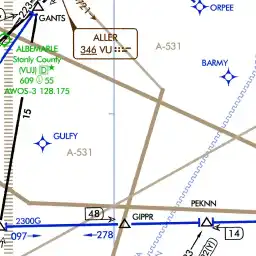 GANTS
ORPEE
ALLER
346 VU
A-531
ALBEMARLE
Stanly County
(VUJ) D*
609 55
AWOS-3 128.175
BARMY
15
GULFY
A-531
PEKNN
2300G
48
GIPPR
097
278
14